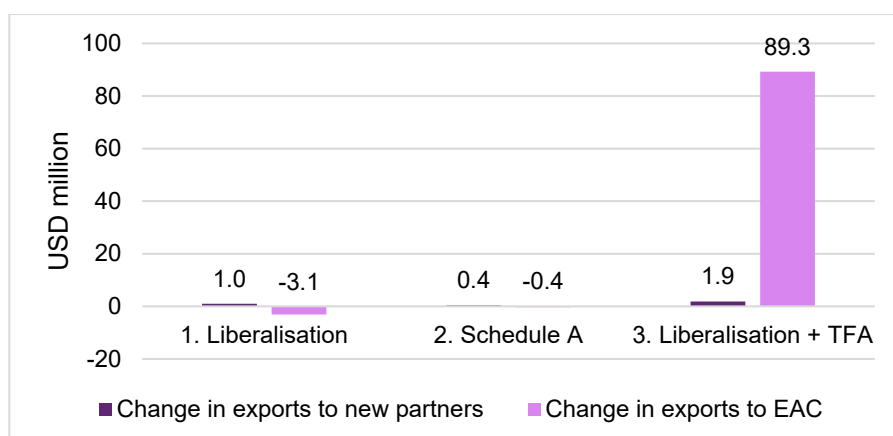 100
80
60
40
20
0
-20
USD million
1.0
-3.1
0.4
-0.4
1.9
89.3
1. Liberalisation
2. Schedule A
3. Liberalisation + TFA
Change in exports to new partners
Change in exports to EAC